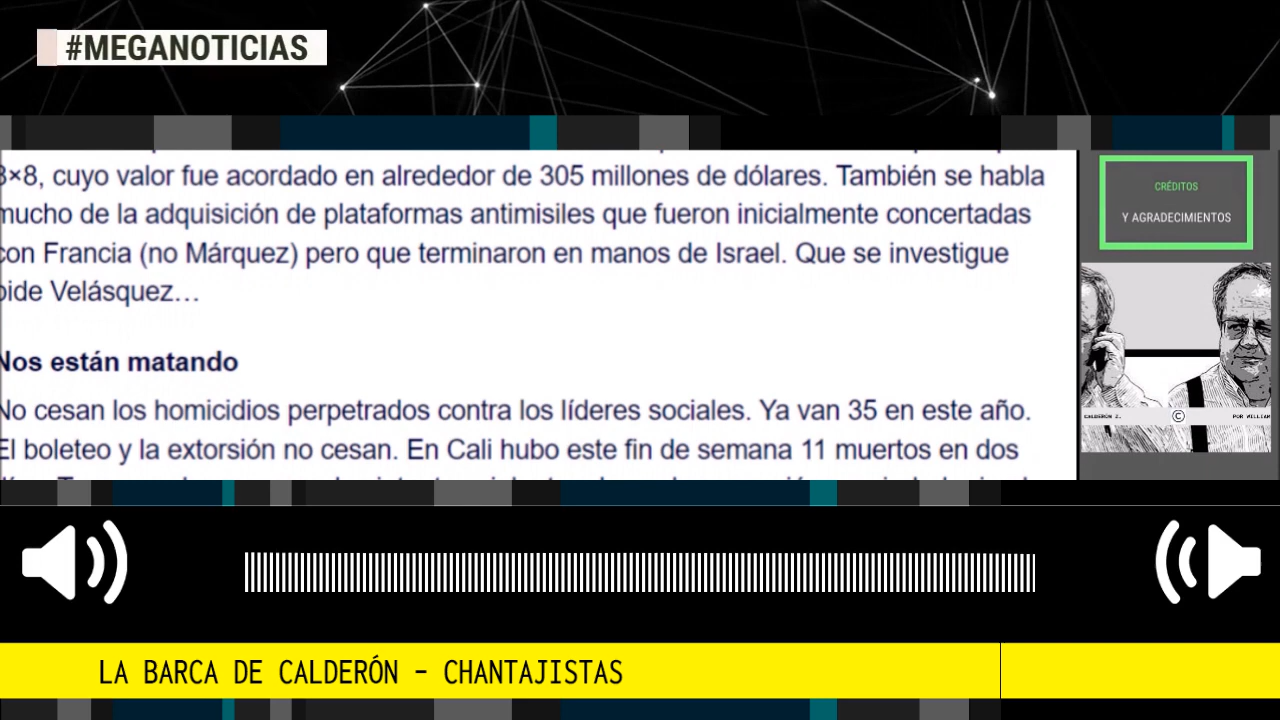 #MEGANOTICIAS
8×8, cuyo valor fue acordado en alrededor de 305 millones de dólares. También se habla
mucho de la adquisición de plataformas antimisiles que fueron inicialmente concertadas
con Francia (no Márquez) pero que terminaron en manos de Israel. Que se investigue
pide Velásquez…
Nos están matando
No cesan los homicidios perpetrados contra los líderes sociales. Ya van 35 en este año.
El boleteo y la extorsión no cesan. En Cali hubo este fin de semana 11 muertos en dos
CRÉDITOS
Y AGRADECIMIENTOS
CALDERÓN Z.
©
POR WILLIAM
LA BARCA DE CALDERÓN - CHANTAJISTAS